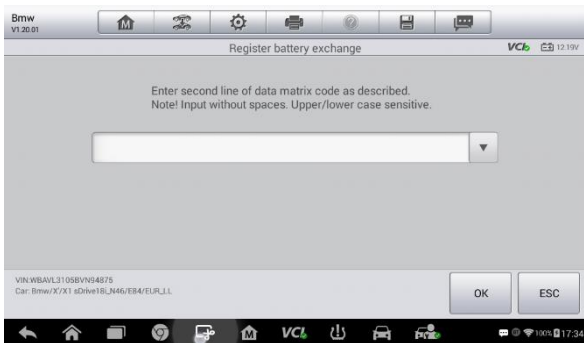 Bmw
V1.20.01
Register battery exchange
VCI 12.19V
Enter second line of data matrix code as described.
Note! Input without spaces. Upper/lower case sensitive.
VIN:WBAVL3105BVN94875
Car: Bmw/X'/X1 sDrive18i_N46/E84/EUR_LL
OK
ESC
M
VCI
M
100%
17:34